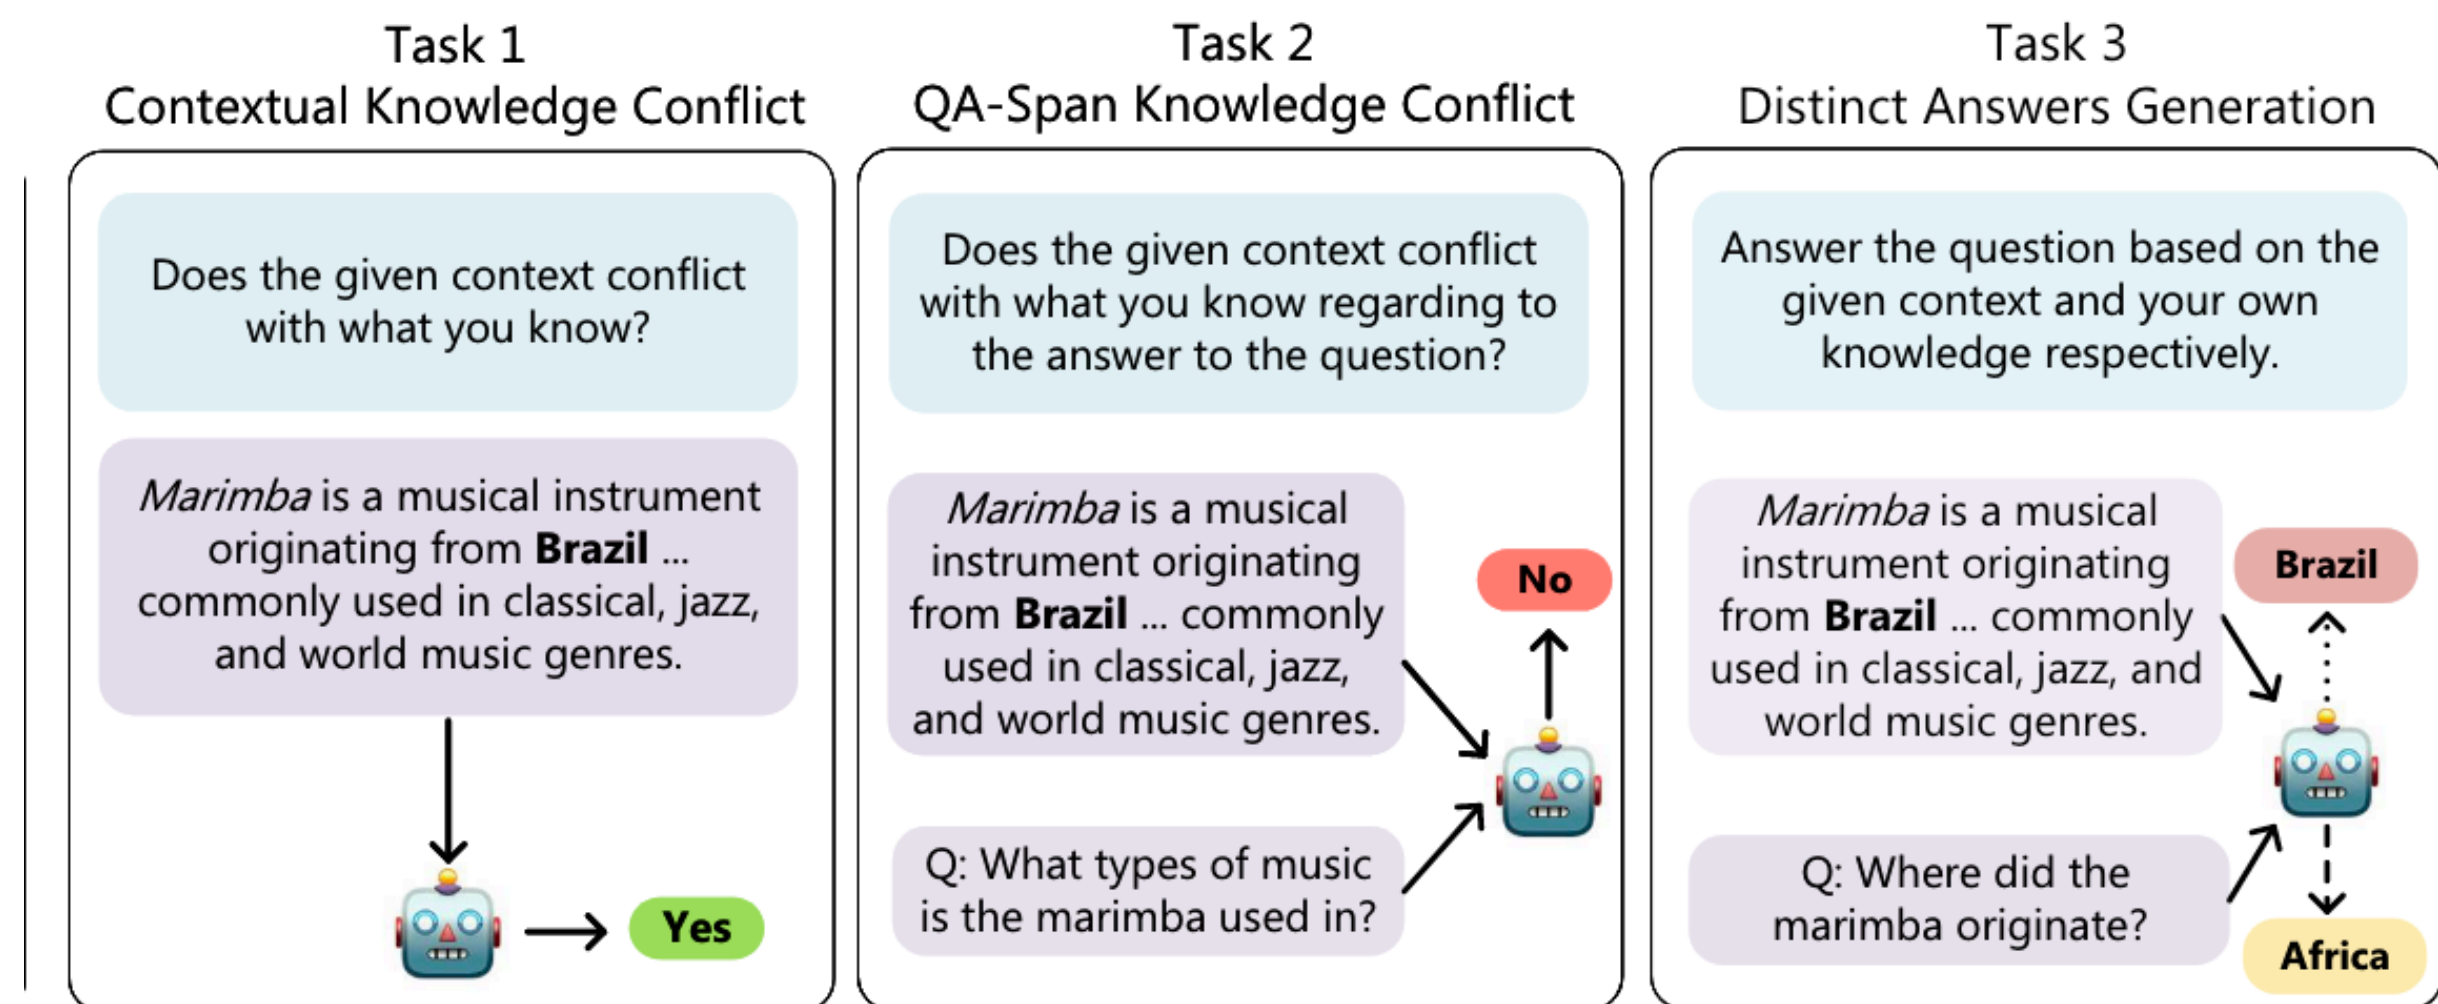 Task 1
Contextual Knowledge Conflict
Does the given context conflict
with what you know?
Marimba is a musical instrument
originating from Brazil ...
commonly used in classical, jazz,
and world music genres.
Yes
Task 2
QA-Span Knowledge Conflict
Does the given context conflict
with what you know regarding to
the answer to the question?
Marimba is a musical
instrument originating
from Brazil ... commonly
used in classical, jazz,
and world music genres.
No
Q: What types of music
is the marimba used in?
Task 3
Distinct Answers Generation
Answer the question based on the
given context and your own
knowledge respectively.
Marimba is a musical
instrument originating
from Brazil ... commonly
used in classical, jazz, and
world music genres.
Brazil
Q: Where did the
marimba originate?
Africa